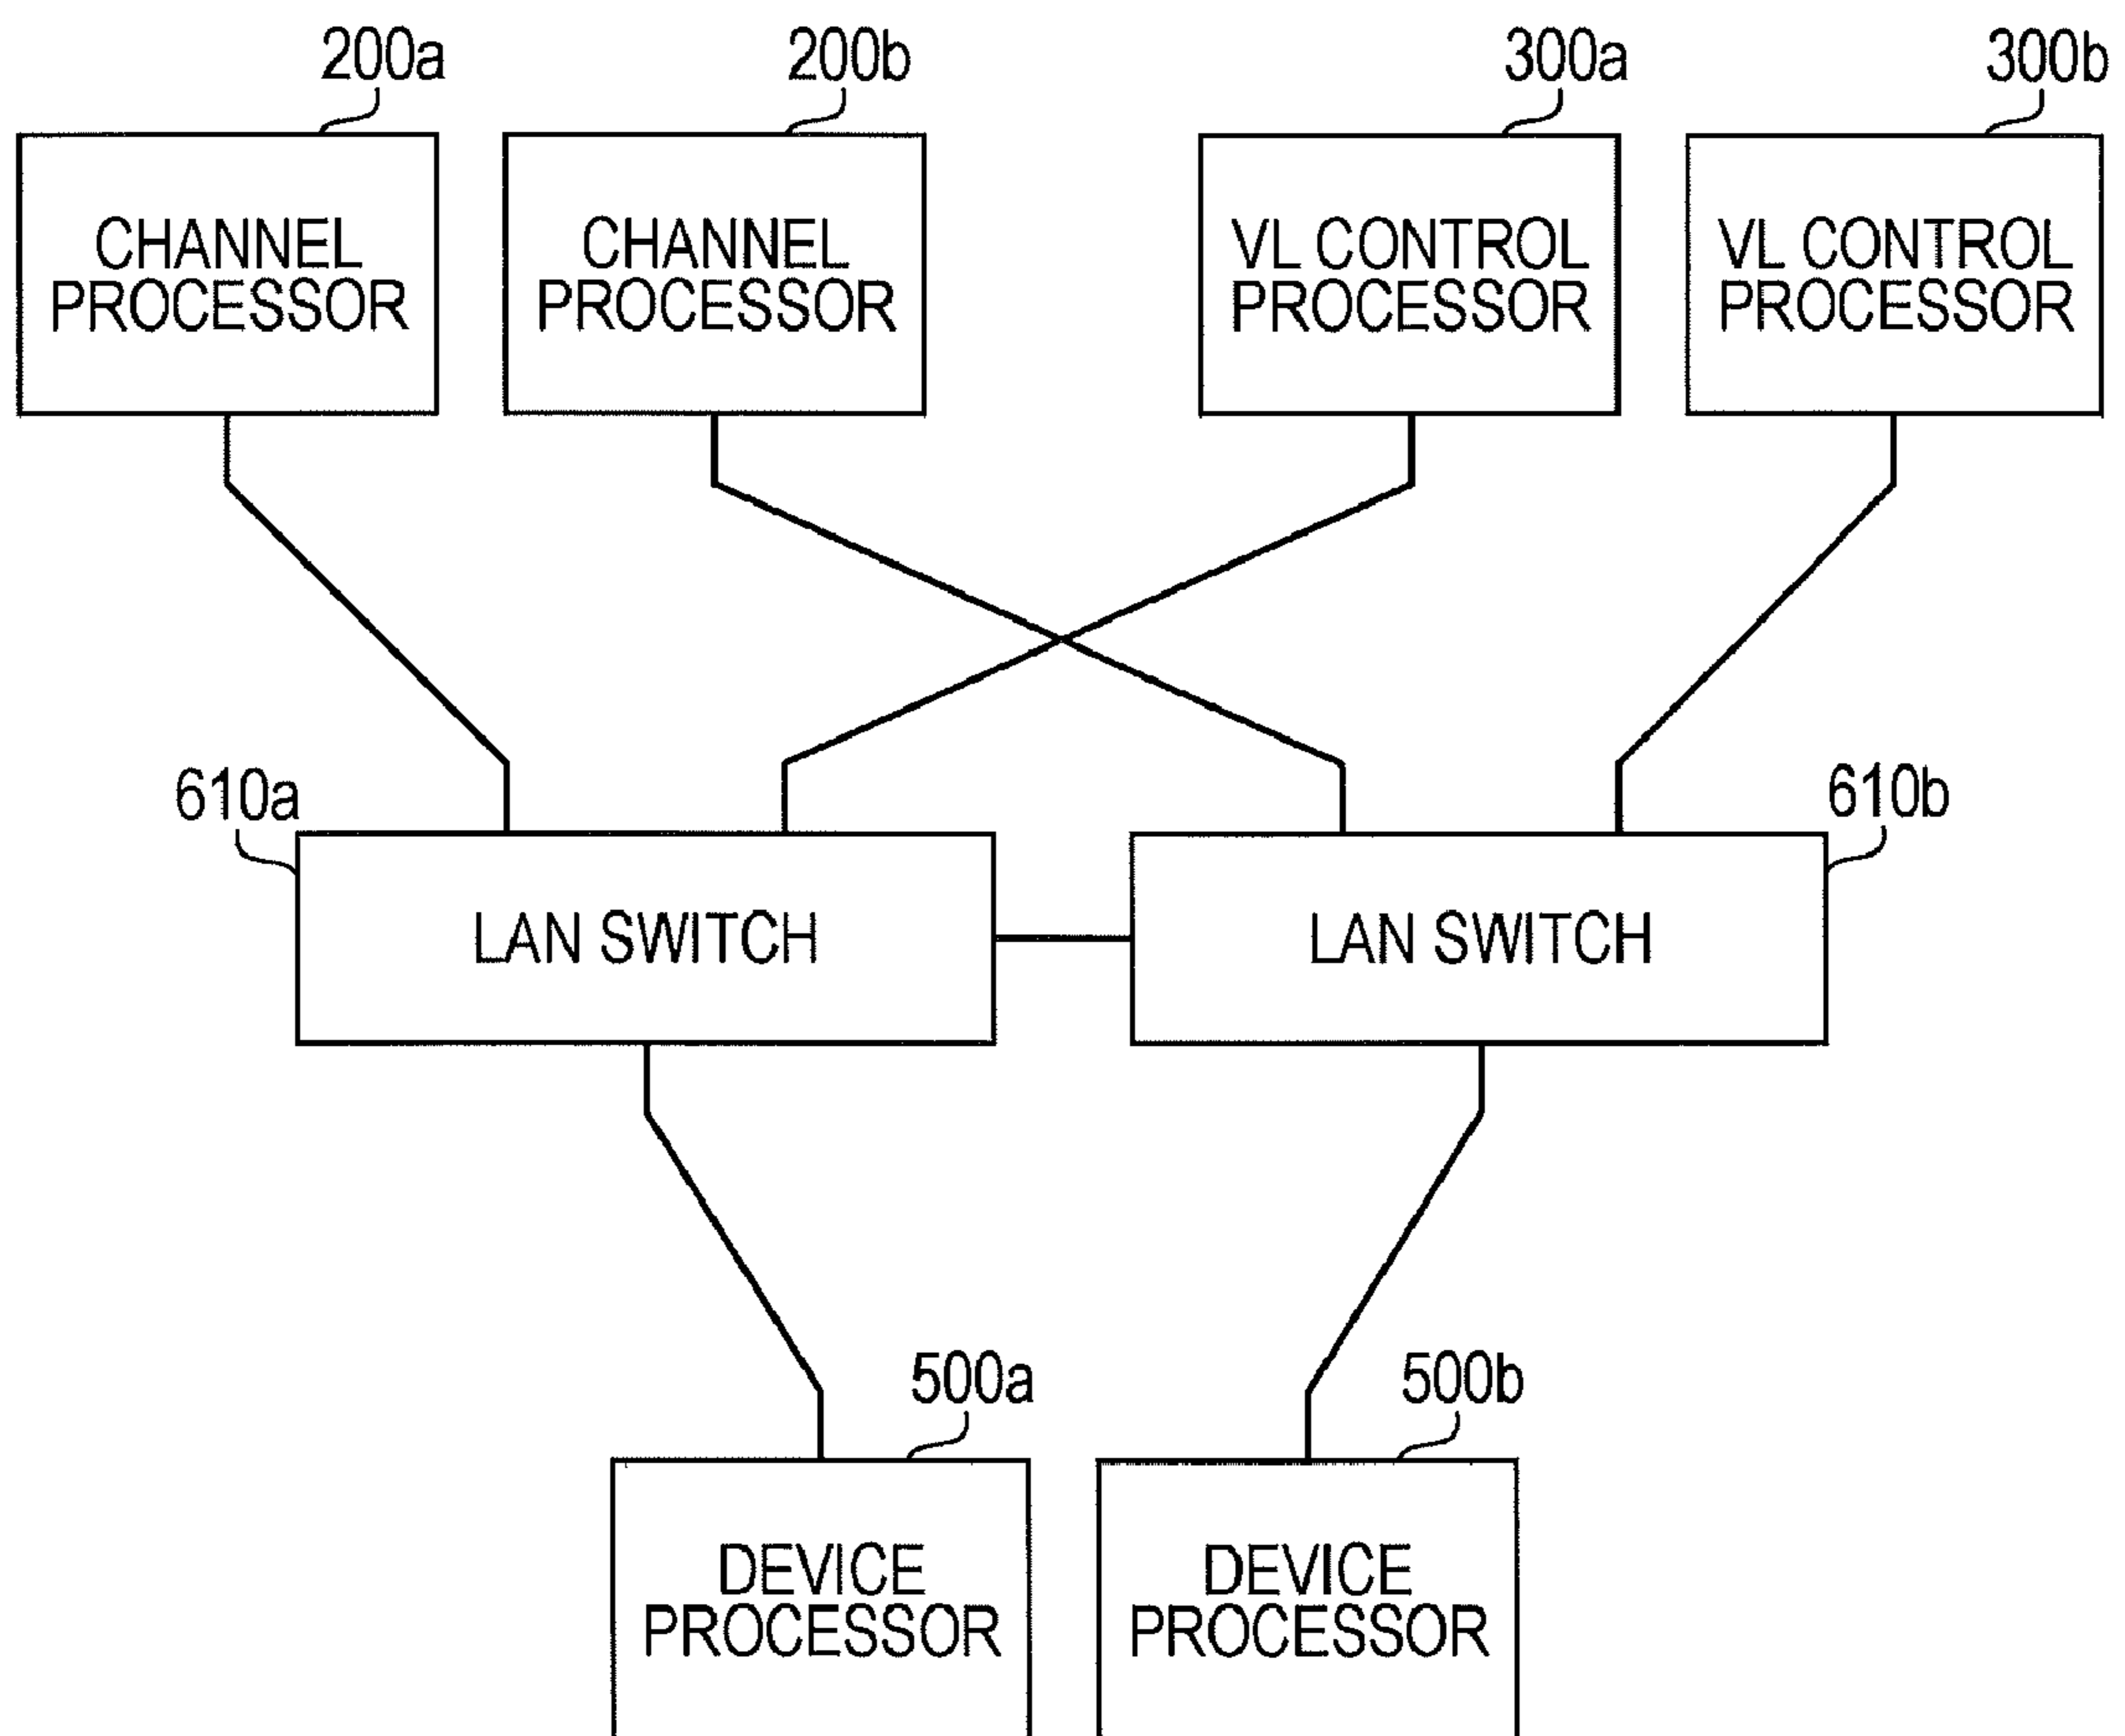 200a
200b
300a
300b
CHANNEL
PROCESSOR
CHANNEL
PROCESSOR
VL CONTROL
PROCESSOR
VL CONTROL
PROCESSOR
610a
610b
LAN SWITCH
LAN SWITCH
500a
500b
DEVICE
PROCESSOR
DEVICE
PROCESSOR